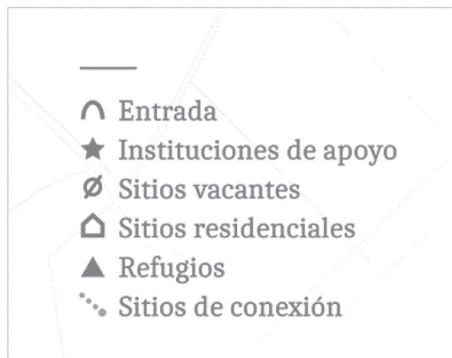 Entrada
Instituciones de apoyo
Sitios vacantes
Sitios residenciales
Refugios
Sitios de conexión